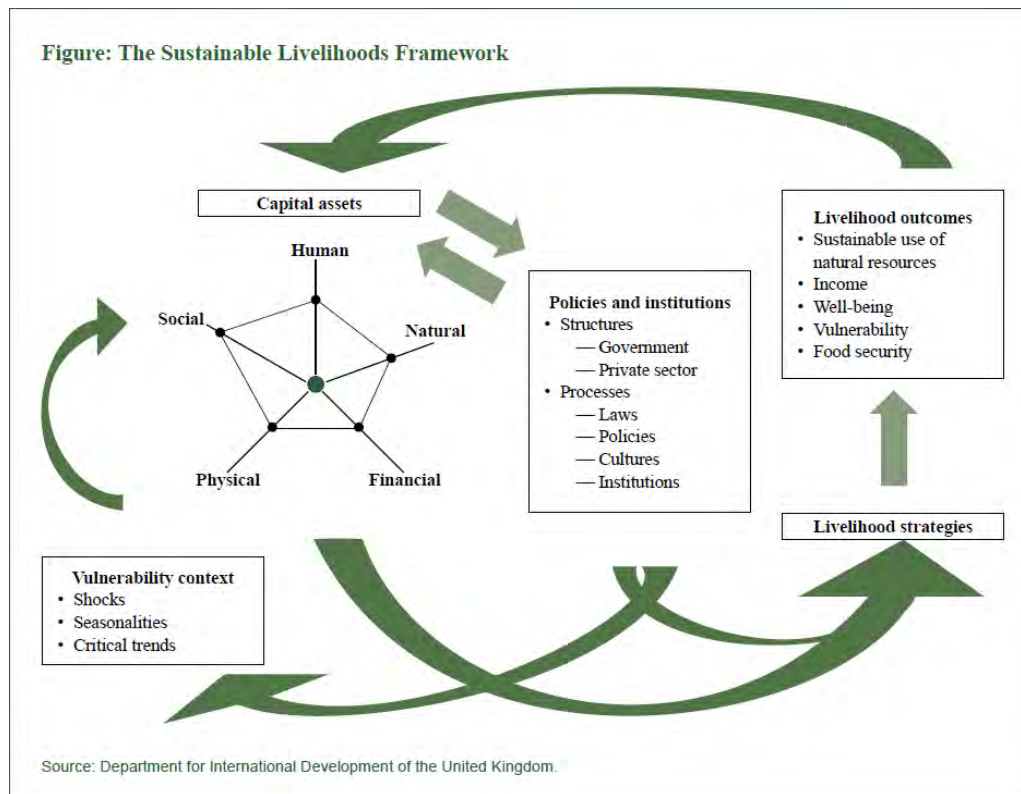 Figure: The Sustainable Livelihoods Framework
Capital assets
Human
Social
Natural
Physical
Financial
Policies and institutions
• Structures
— Government
— Private sector
• Processes
— Laws
— Policies
— Cultures
— Institutions
Livelihood outcomes
• Sustainable use of
natural resources
• Income
• Well-being
• Vulnerability
• Food security
Livelihood strategies
Vulnerability context
• Shocks
• Seasonalities
• Critical trends
Source: Department for International Development of the United Kingdom.